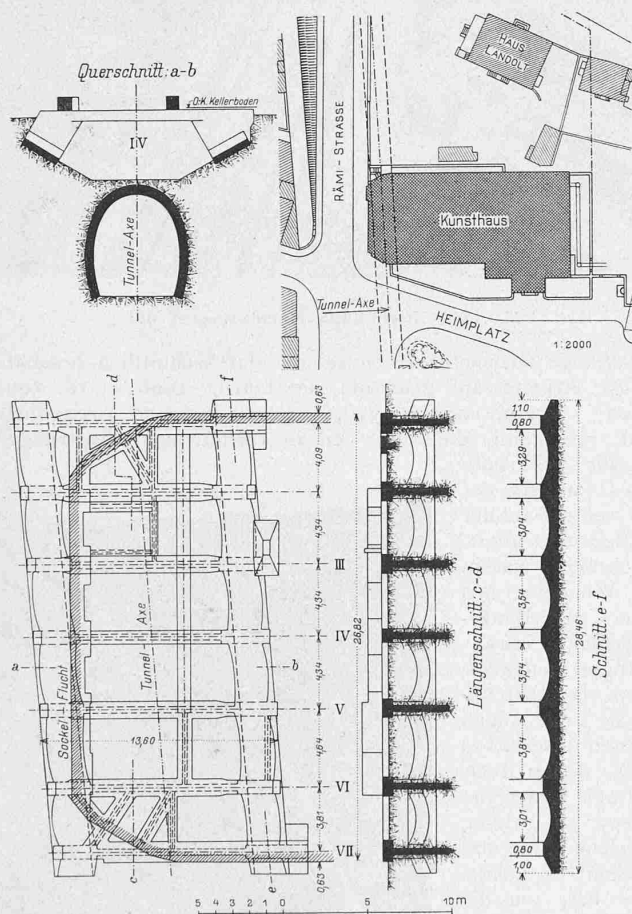 Querschnitt: a-b
O.K. Kellerboden
IV
Tunnel-Axe
HAUS
LANDOLT
RÄMI-STRASSE
Kunsthaus
Tunnel-Axe
HEIMPLATZ
1:2000
d
f
0,63
4,09
4,34
III
4,34
IV
4,34
V
4,64
VI
3,81
VII
0,63
26,82
a
b
Sockel Flucht
Tunnel-Axe
13,60
c
e
Längenschnitt: c-d
1,10
0,80
3,29
3,04
3,54
3,54
3,84
3,01
0,80
1,00
28,46
Schnitt: e-f
5 4 3 2 1 0 5 10 m